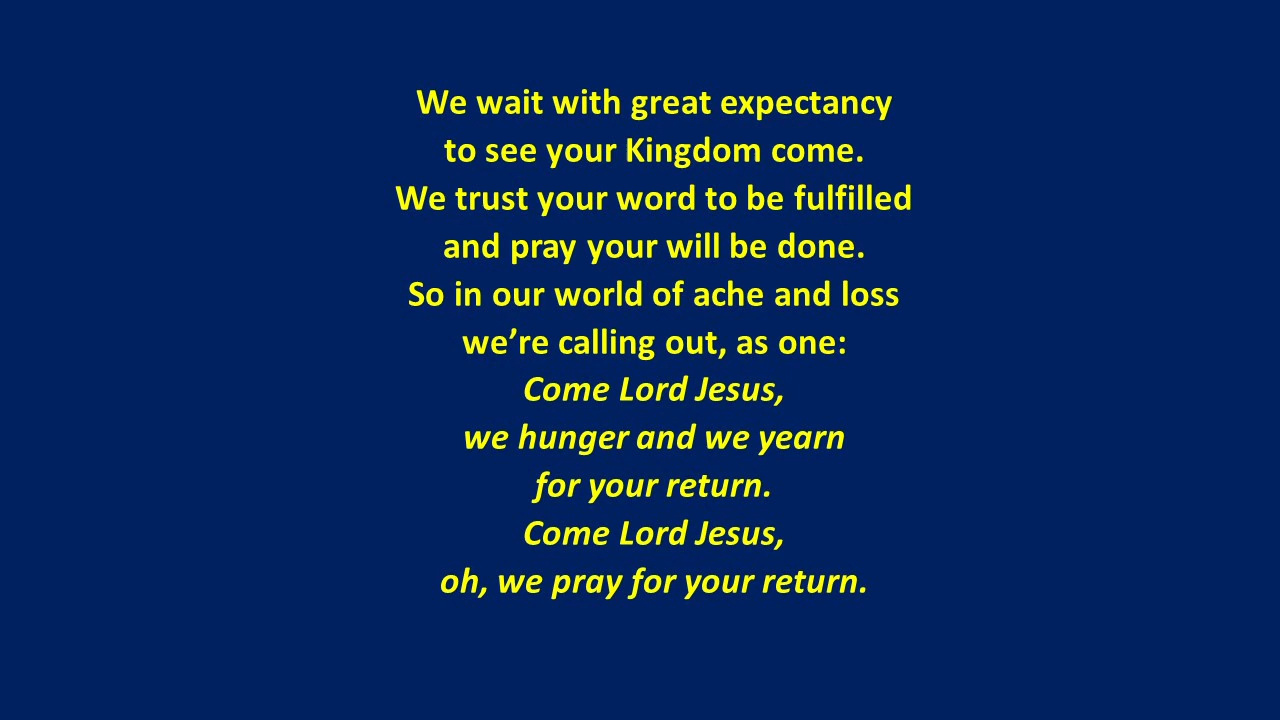 We wait with great expectancy
to see your Kingdom come.
We trust your word to be fulfilled
and pray your will be done.
So in our world of ache and loss
we’re calling out, as one:
Come Lord Jesus,
we hunger and we yearn
for your return.
Come Lord Jesus,
oh, we pray for your return.